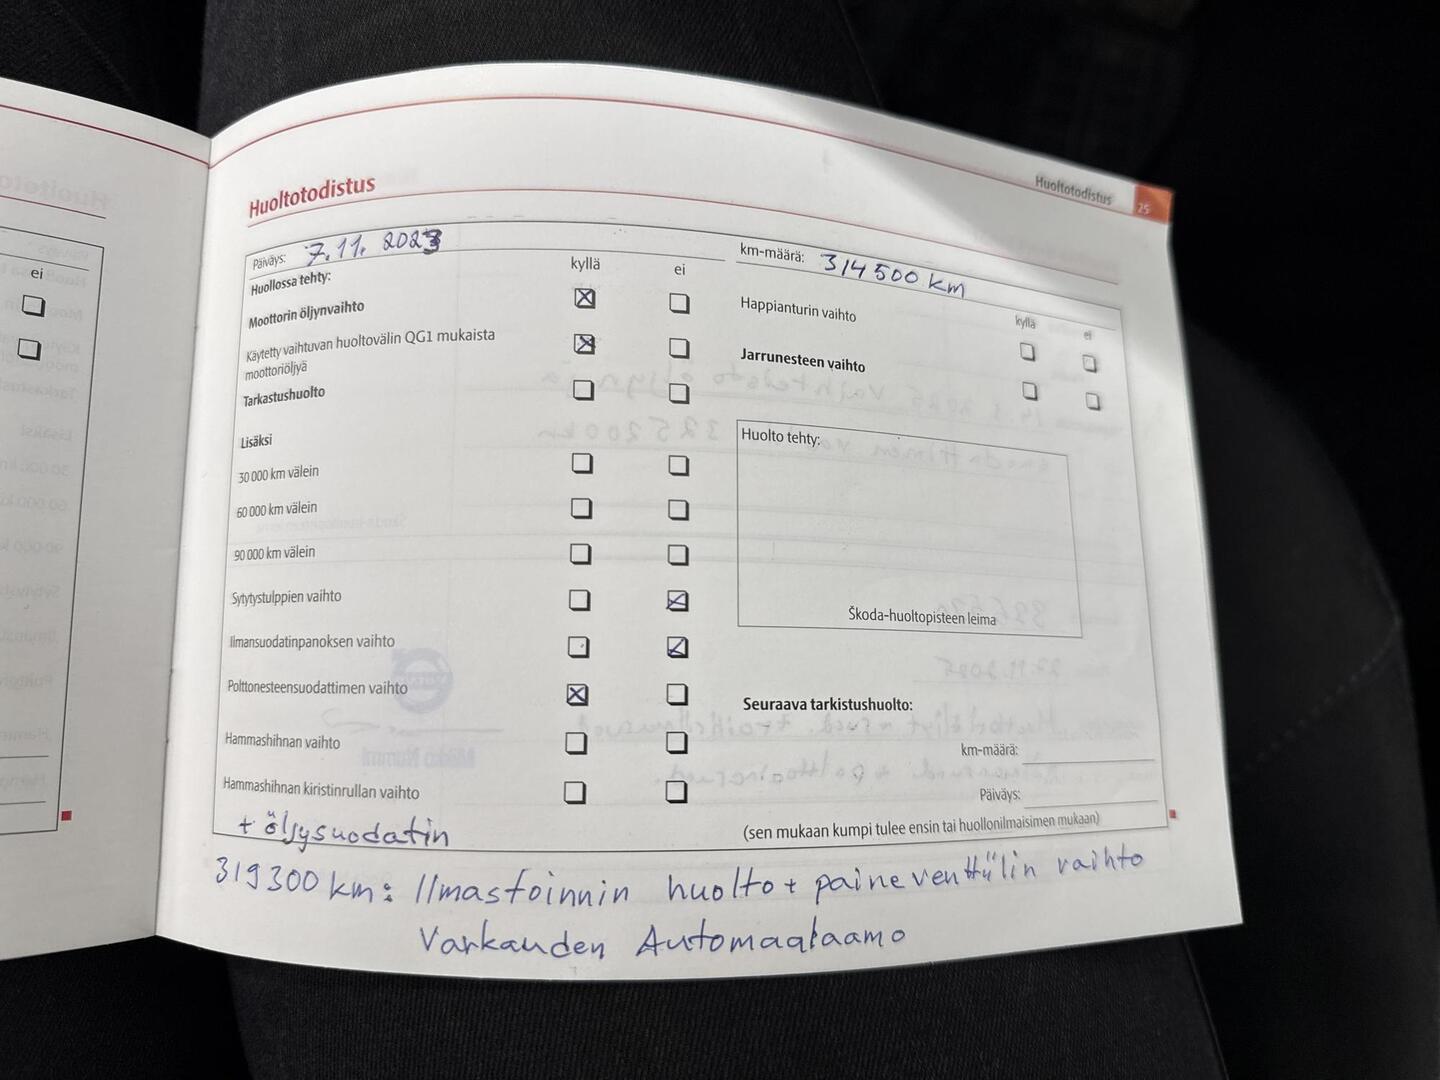 Huoltotodistus
25
Huoltotodistus
Päiväys: 7.11. 2023
km-määrä: 314 500 km
Huollossa tehty:
kyllä
ei
Moottorin öljynvaihto
Käytetty vaihtuvan huoltovälin QG1 mukaista
moottoriöljyä
Tarkastushuolto
Lisäksi
30 000 km välein
60 000 km välein
90 000 km välein
Sytytystulppien vaihto
Ilmansuodatinpanoksen vaihto
Polttonesteensuodattimen vaihto
Hammashihnan vaihto
Hammashihnan kiristinrullan vaihto
+ öljysuodatin
kyllä
ei
Happianturin vaihto
Jarrunesteen vaihto
Huolto tehty:
Škoda-huoltopisteen leima
Seuraava tarkistushuolto:
km-määrä:
Päiväys:
(sen mukaan kumpi tulee ensin tai huollonilmaisimen mukaan)
319300 km: Ilmastoinnin huolto + paineventtiilin vaihto
Varkauden Automaalaamo
ei